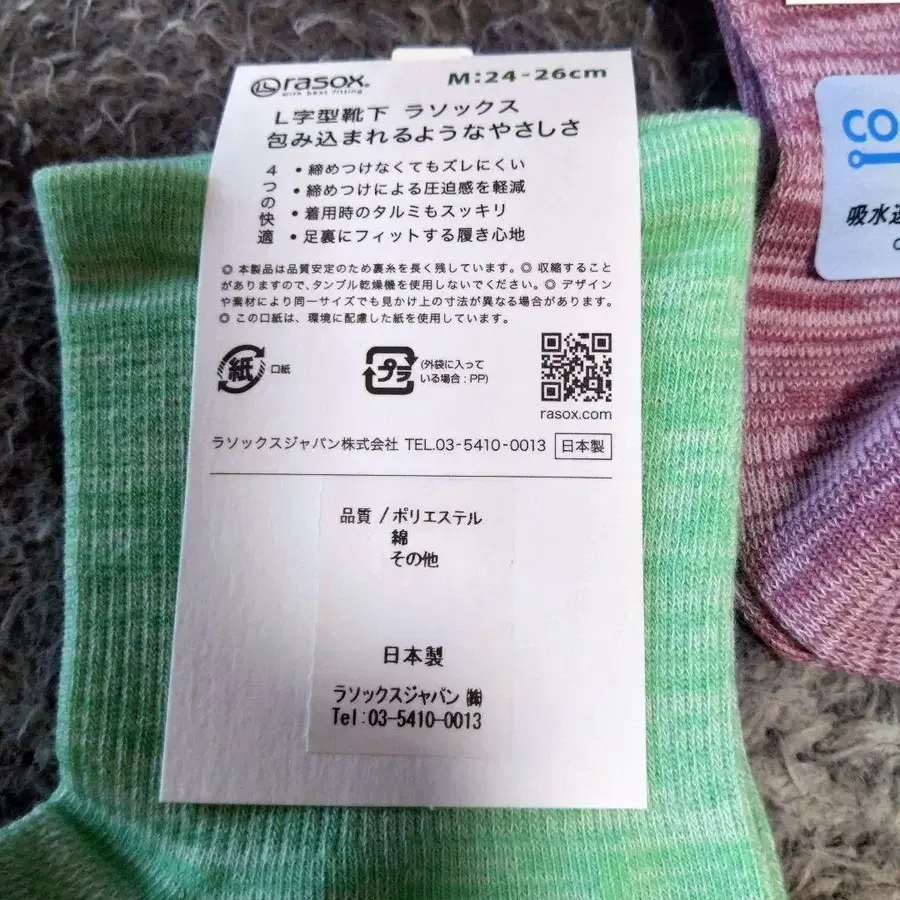 rasox
with best fitting
M:24-26cm
L字型靴下 ラソックス
包み込まれるようなやさしさ
4つの快適
・締めつけなくてもズレにくい
・締めつけによる圧迫感を軽減
・着用時のタルミもスッキリ
・足裏にフィットする履き心地
◎ 本製品は品質安定のため裏糸を長く残しています。◎ 収縮すること
がありますので、タンブル乾燥機を使用しないでください。◎ デザイン
や素材により同一サイズでも見かけ上の寸法が異なる場合があります。
◎ この口紙は、環境に配慮した紙を使用しています。
紙 口紙
プラ (外袋に入って
いる場合:PP)
rasox.com
ラソックスジャパン株式会社 TEL.03-5410-0013 日本製
品質 /ポリエステル
綿
その他
日本製
ラソックスジャパン ㈱
Tel:03-5410-0013
吸水